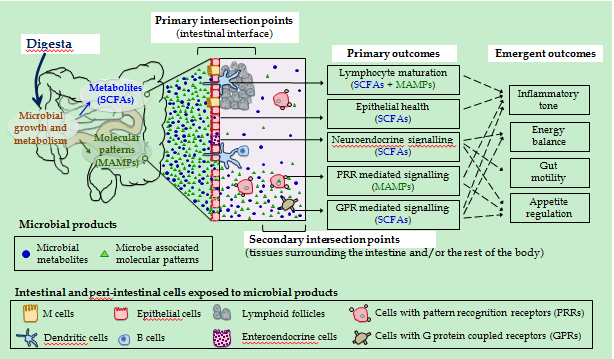 Primary intersection points
(intestinal interface)
Digesta
Metabolites
(SCFAs)
Microbial
growth and
metabolism
Molecular
patterns
(MAMPs)
Primary outcomes
Lymphocyte maturation
(SCFAs + MAMPs)
Epithelial health
(SCFAs)
Neuroendocrine signalling
(SCFAs)
PRR mediated signalling
(MAMPs)
GPR mediated signalling
(SCFAs)
Emergent outcomes
Inflammatory
tone
Energy
balance
Gut
motility
Appetite
regulation
Secondary intersection points
(tissues surrounding the intestine and/or the rest of the body)
Microbial products
Microbial
metabolites
Microbe associated
molecular patterns
Intestinal and peri-intestinal cells exposed to microbial products
M cells
Epithelial cells
Lymphoid follicles
Cells with pattern recognition receptors (PRRs)
Dendritic cells
B cells
Enteroendocrine cells
Cells with G protein coupled receptors (GPRs)